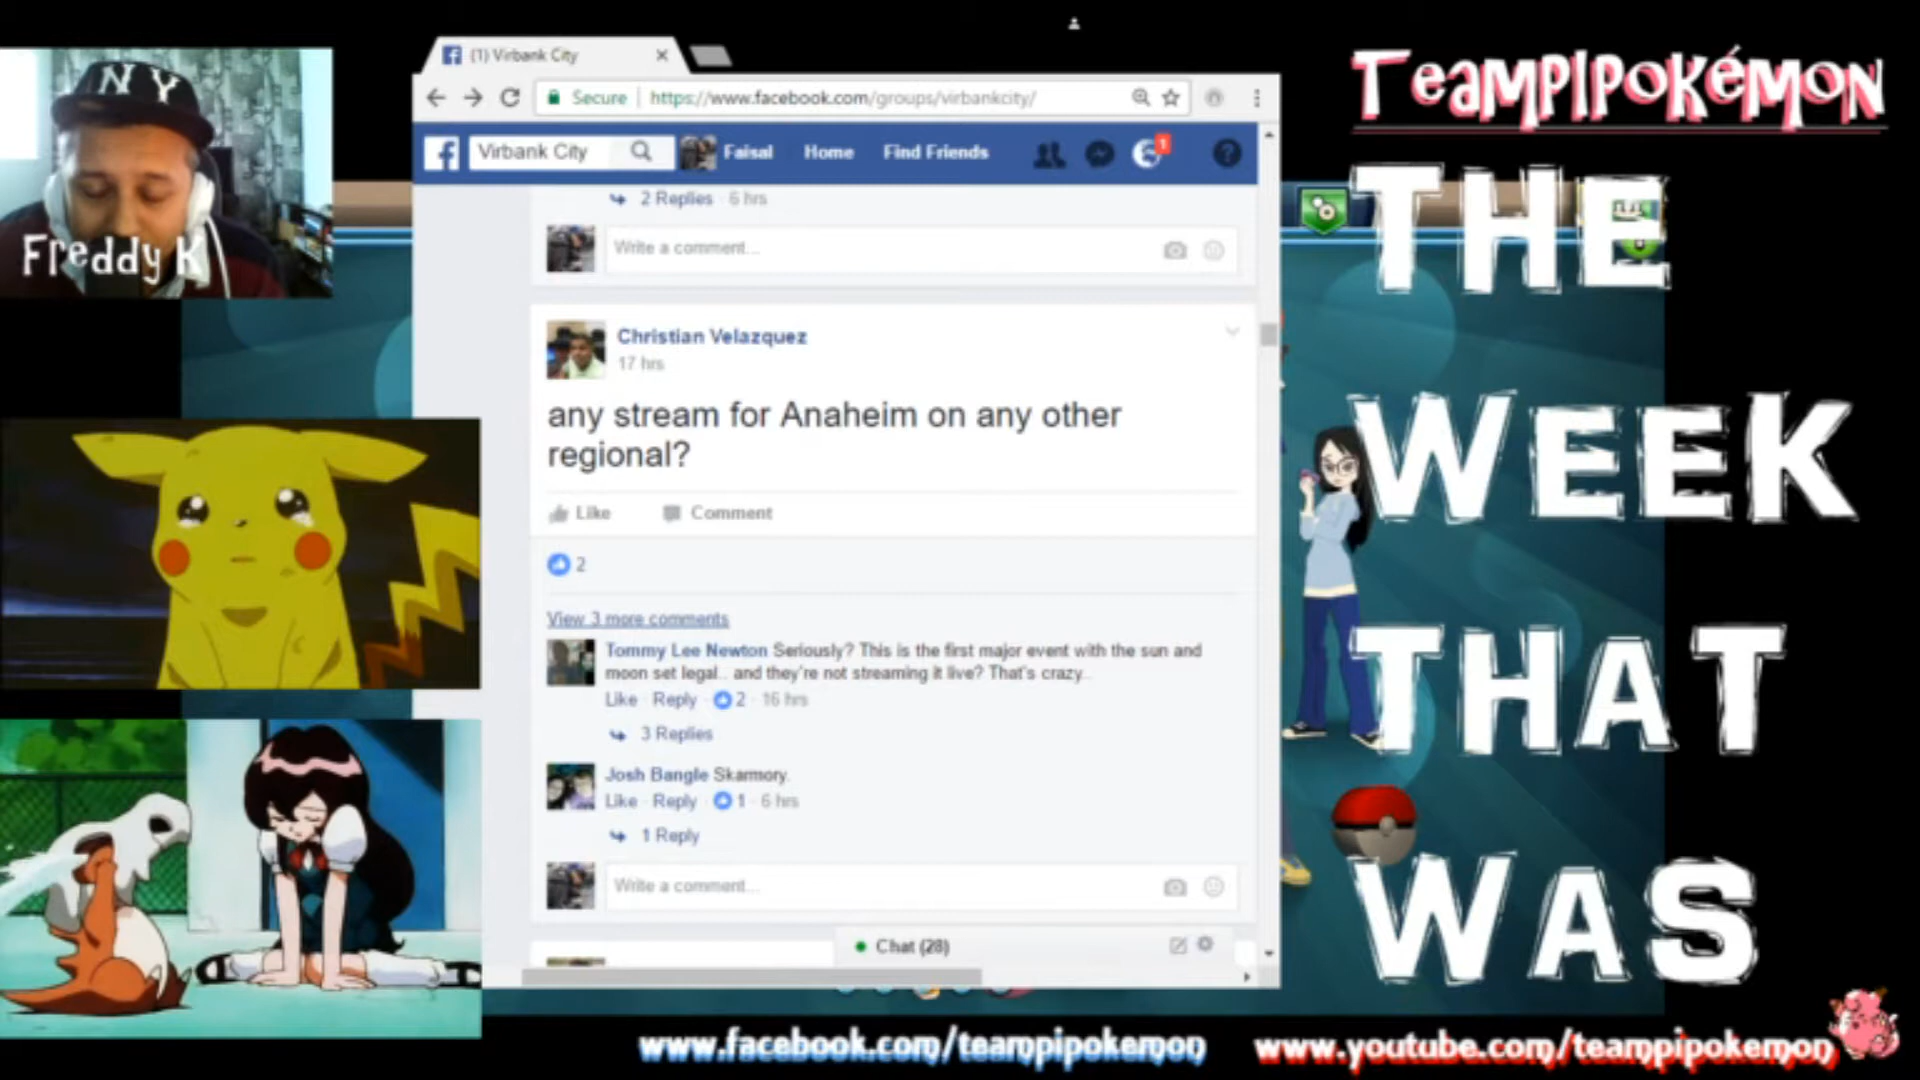 NY
Freddy K
(1) Virbank City
Secure
https://www.facebook.com/groups/virbankcity/
Virbank City
Faisal
Home
Find Friends
1
2 Replies · 6 hrs
Write a comment...
Christian Velazquez
17 hrs
any stream for Anaheim on any other
regional?
Like
Comment
2
View 3 more comments
Tommy Lee Newton Seriously? This is the first major event with the sun and
moon set legal.. and they're not streaming it live? That's crazy..
Like · Reply · 2 · 16 hrs
3 Replies
Josh Bangle Skarmory.
Like · Reply · 1 · 6 hrs
1 Reply
Write a comment...
Chat (28)
TeamPiPokémon
THE
WEEK
THAT
WAS
www.facebook.com/teampipokemon
www.youtube.com/teampipokemon